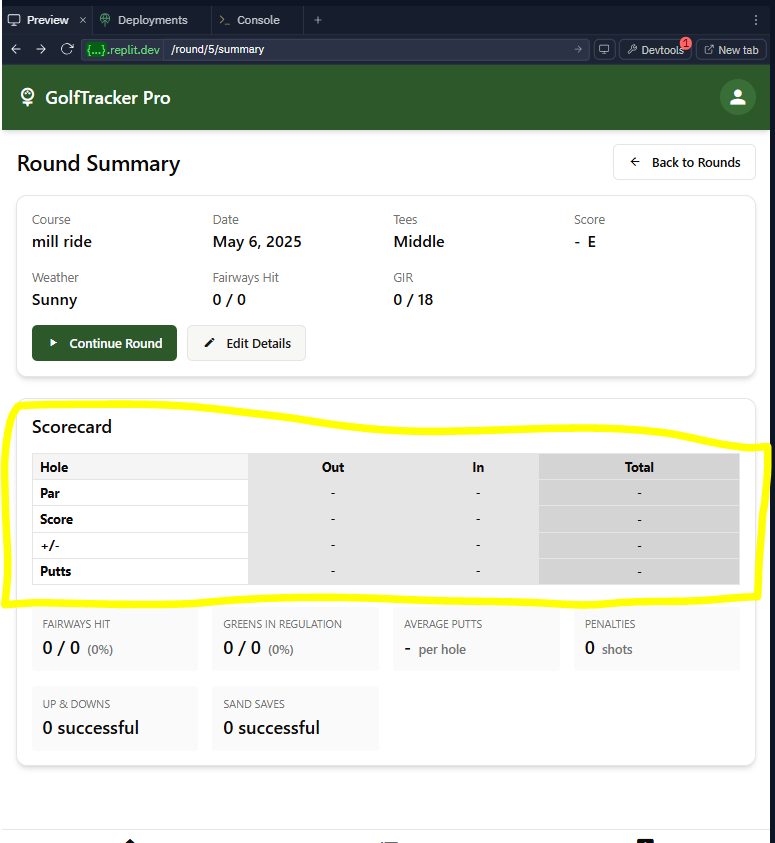 Preview × Deployments >_ Console +
{...}.replit.dev /round/5/summary Devtools 1 New tab
GolfTracker Pro
Round Summary
← Back to Rounds
Course Date Tees Score
mill ride May 6, 2025 Middle - E
Weather Fairways Hit GIR
Sunny 0 / 0 0 / 18
Continue Round Edit Details
Scorecard
Hole Out In Total
Par - - -
Score - - -
+/- - - -
Putts - - -
FAIRWAYS HIT GREENS IN REGULATION AVERAGE PUTTS PENALTIES
0 / 0 (0%) 0 / 0 (0%) - per hole 0 shots
UP & DOWNS SAND SAVES
0 successful 0 successful